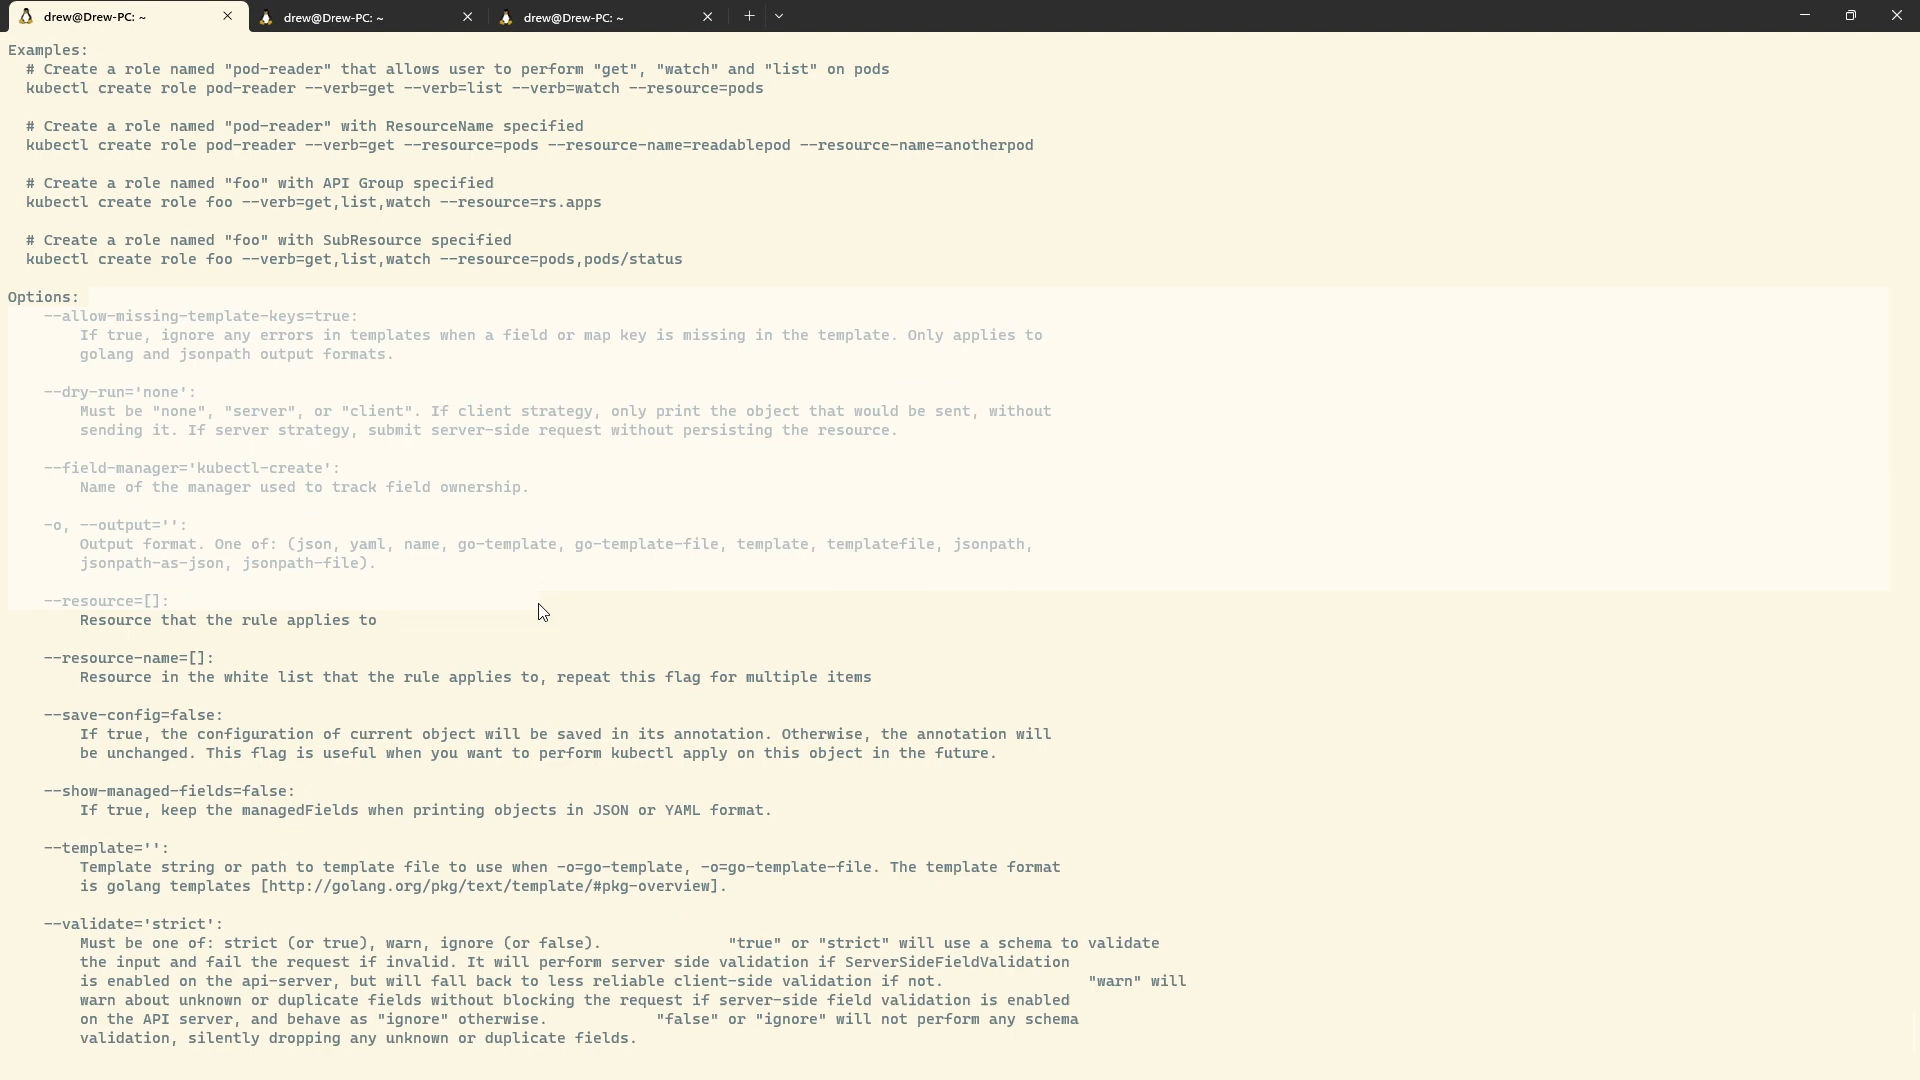 drew@Drew-PC: ~
drew@Drew-PC: ~
drew@Drew-PC: ~
Examples:
  # Create a role named "pod-reader" that allows user to perform "get", "watch" and "list" on pods
  kubectl create role pod-reader --verb=get --verb=list --verb=watch --resource=pods

  # Create a role named "pod-reader" with ResourceName specified
  kubectl create role pod-reader --verb=get --resource=pods --resource-name=readablepod --resource-name=anotherpod

  # Create a role named "foo" with API Group specified
  kubectl create role foo --verb=get,list,watch --resource=rs.apps

  # Create a role named "foo" with SubResource specified
  kubectl create role foo --verb=get,list,watch --resource=pods,pods/status

Options:
    --allow-missing-template-keys=true:
        If true, ignore any errors in templates when a field or map key is missing in the template. Only applies to
        golang and jsonpath output formats.

    --dry-run='none':
        Must be "none", "server", or "client". If client strategy, only print the object that would be sent, without
        sending it. If server strategy, submit server-side request without persisting the resource.

    --field-manager='kubectl-create':
        Name of the manager used to track field ownership.

    -o, --output='':
        Output format. One of: (json, yaml, name, go-template, go-template-file, template, templatefile, jsonpath,
        jsonpath-as-json, jsonpath-file).

    --resource=[]:
        Resource that the rule applies to

    --resource-name=[]:
        Resource in the white list that the rule applies to, repeat this flag for multiple items

    --save-config=false:
        If true, the configuration of current object will be saved in its annotation. Otherwise, the annotation will
        be unchanged. This flag is useful when you want to perform kubectl apply on this object in the future.

    --show-managed-fields=false:
        If true, keep the managedFields when printing objects in JSON or YAML format.

    --template='':
        Template string or path to template file to use when -o=go-template, -o=go-template-file. The template format
        is golang templates [http://golang.org/pkg/text/template/#pkg-overview].

    --validate='strict':
        Must be one of: strict (or true), warn, ignore (or false).              "true" or "strict" will use a schema to validate
        the input and fail the request if invalid. It will perform server side validation if ServerSideFieldValidation
        is enabled on the api-server, but will fall back to less reliable client-side validation if not.                "warn" will
        warn about unknown or duplicate fields without blocking the request if server-side field validation is enabled
        on the API server, and behave as "ignore" otherwise.            "false" or "ignore" will not perform any schema
        validation, silently dropping any unknown or duplicate fields.